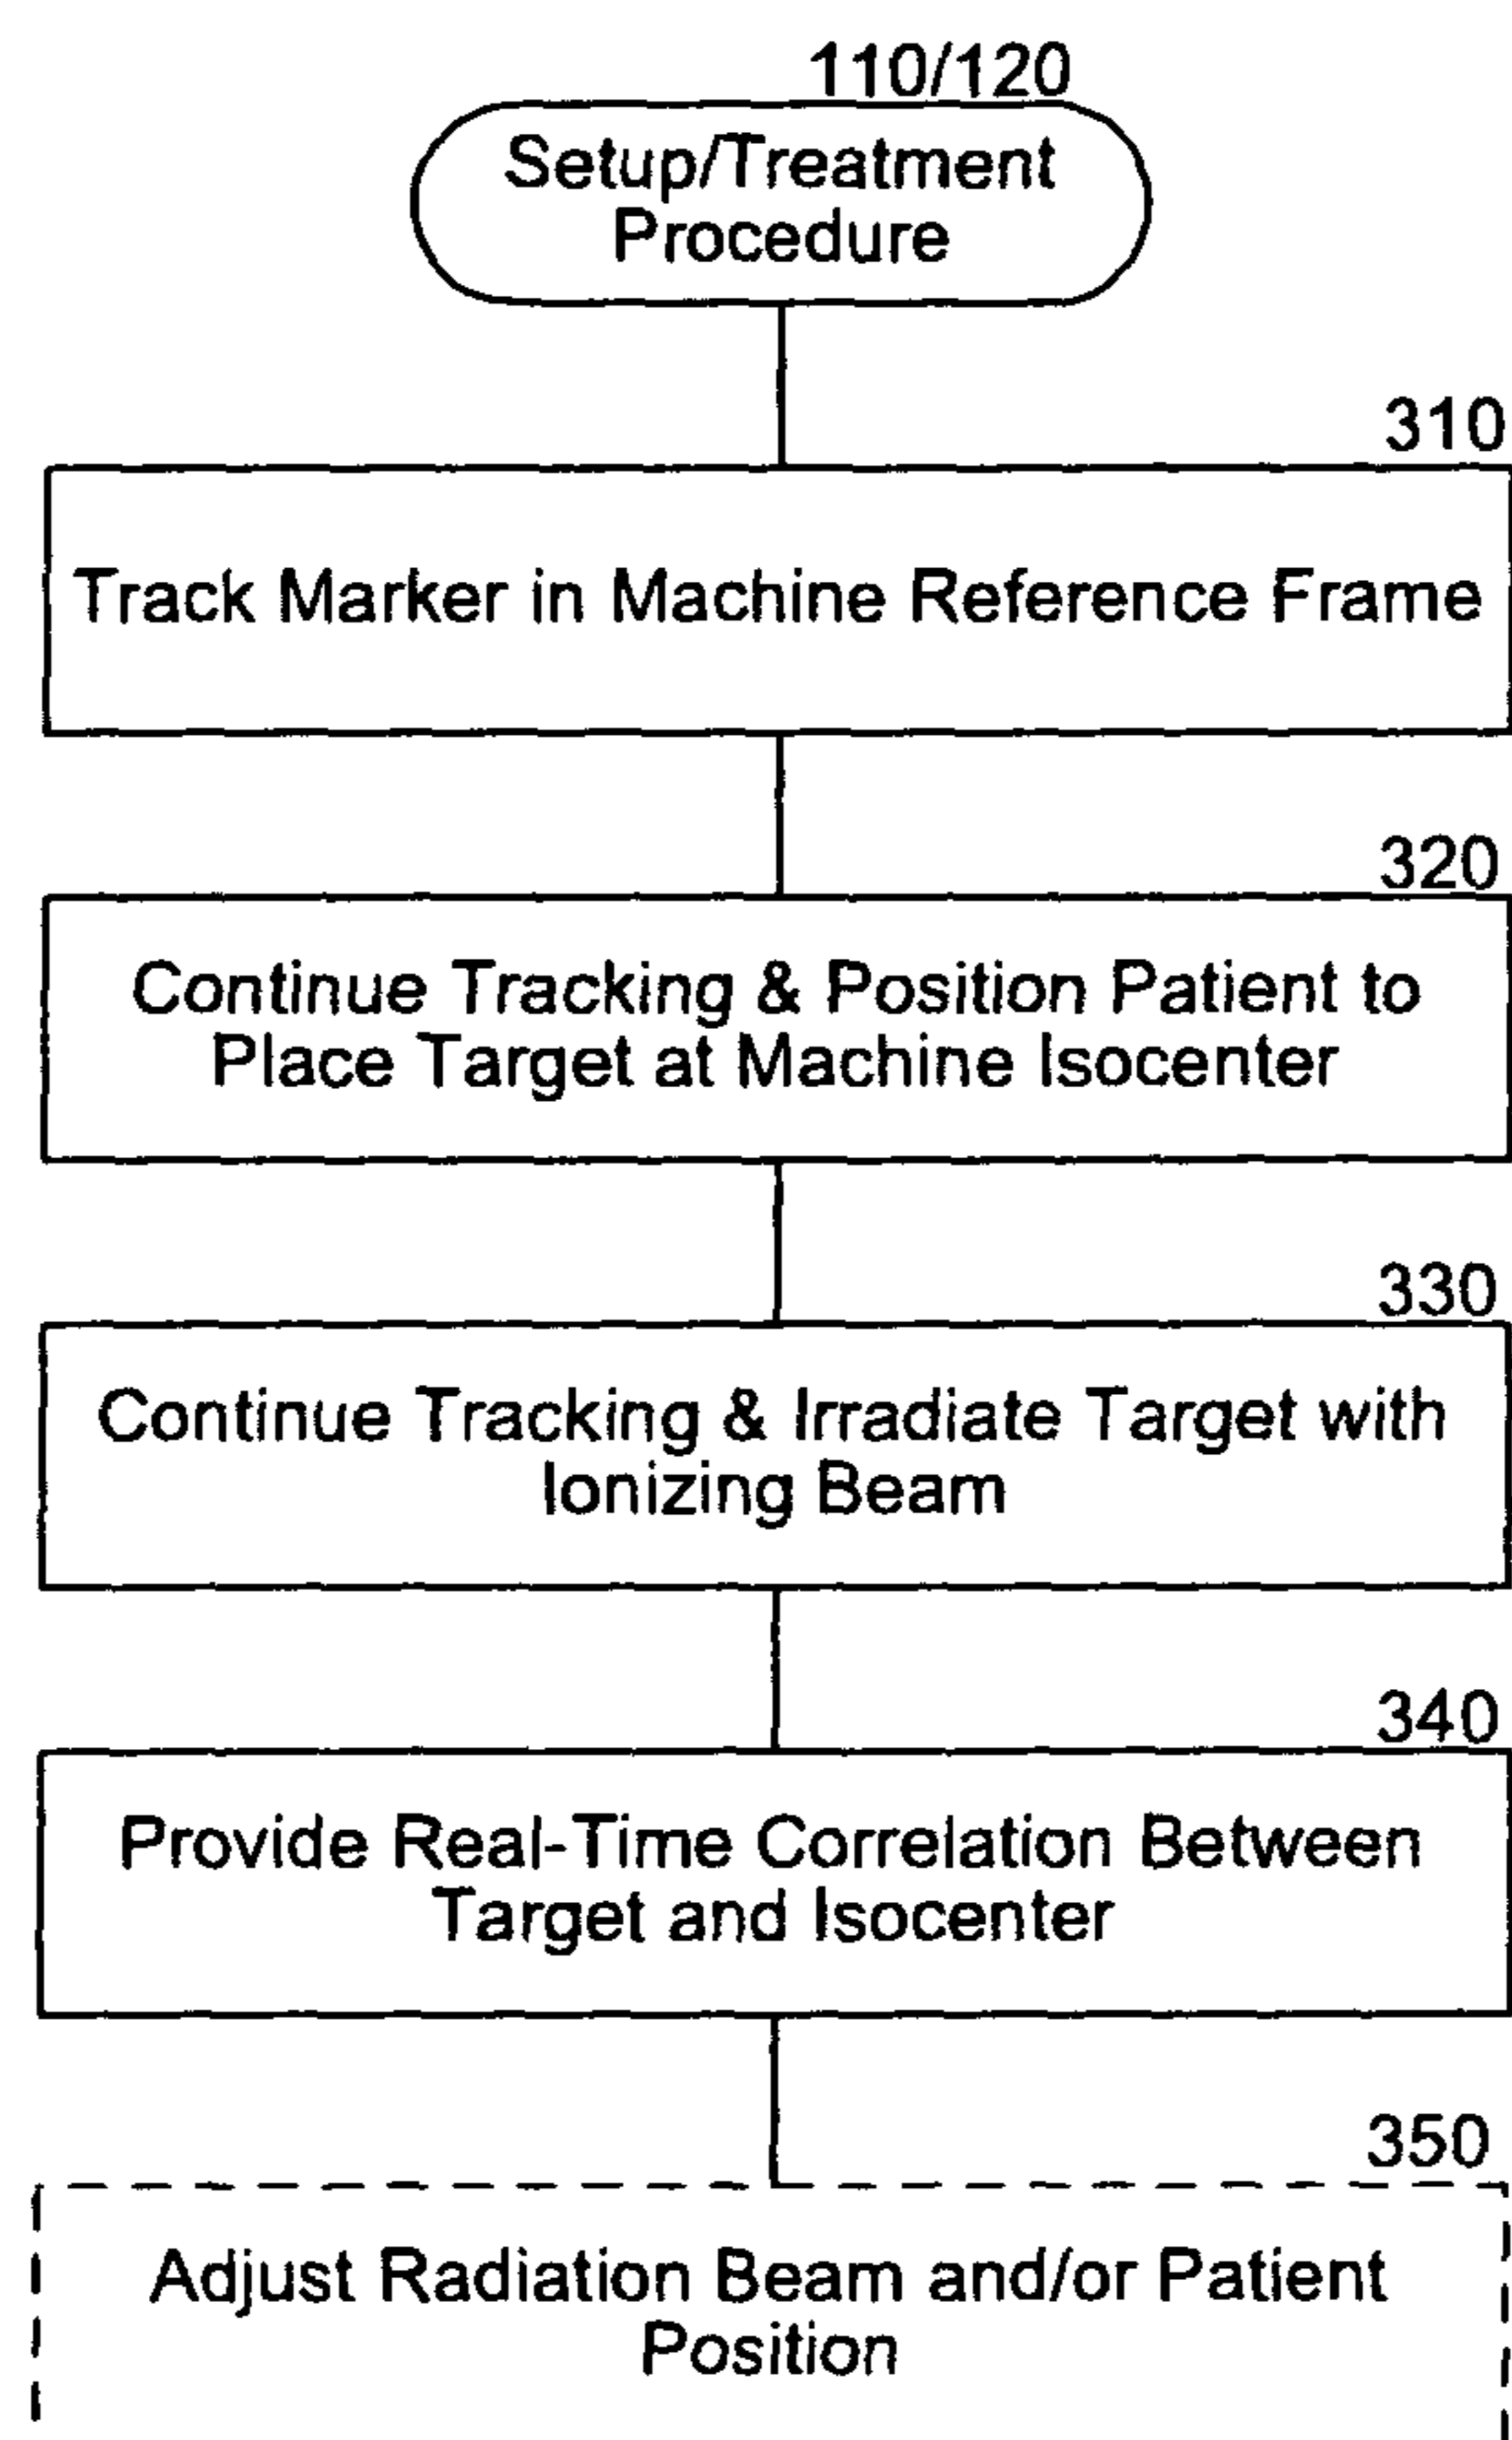 110/120
Setup/Treatment
Procedure
310
Track Marker in Machine Reference Frame
320
Continue Tracking & Position Patient to
Place Target at Machine Isocenter
330
Continue Tracking & Irradiate Target with
Ionizing Beam
340
Provide Real-Time Correlation Between
Target and Isocenter
350
Adjust Radiation Beam and/or Patient
Position